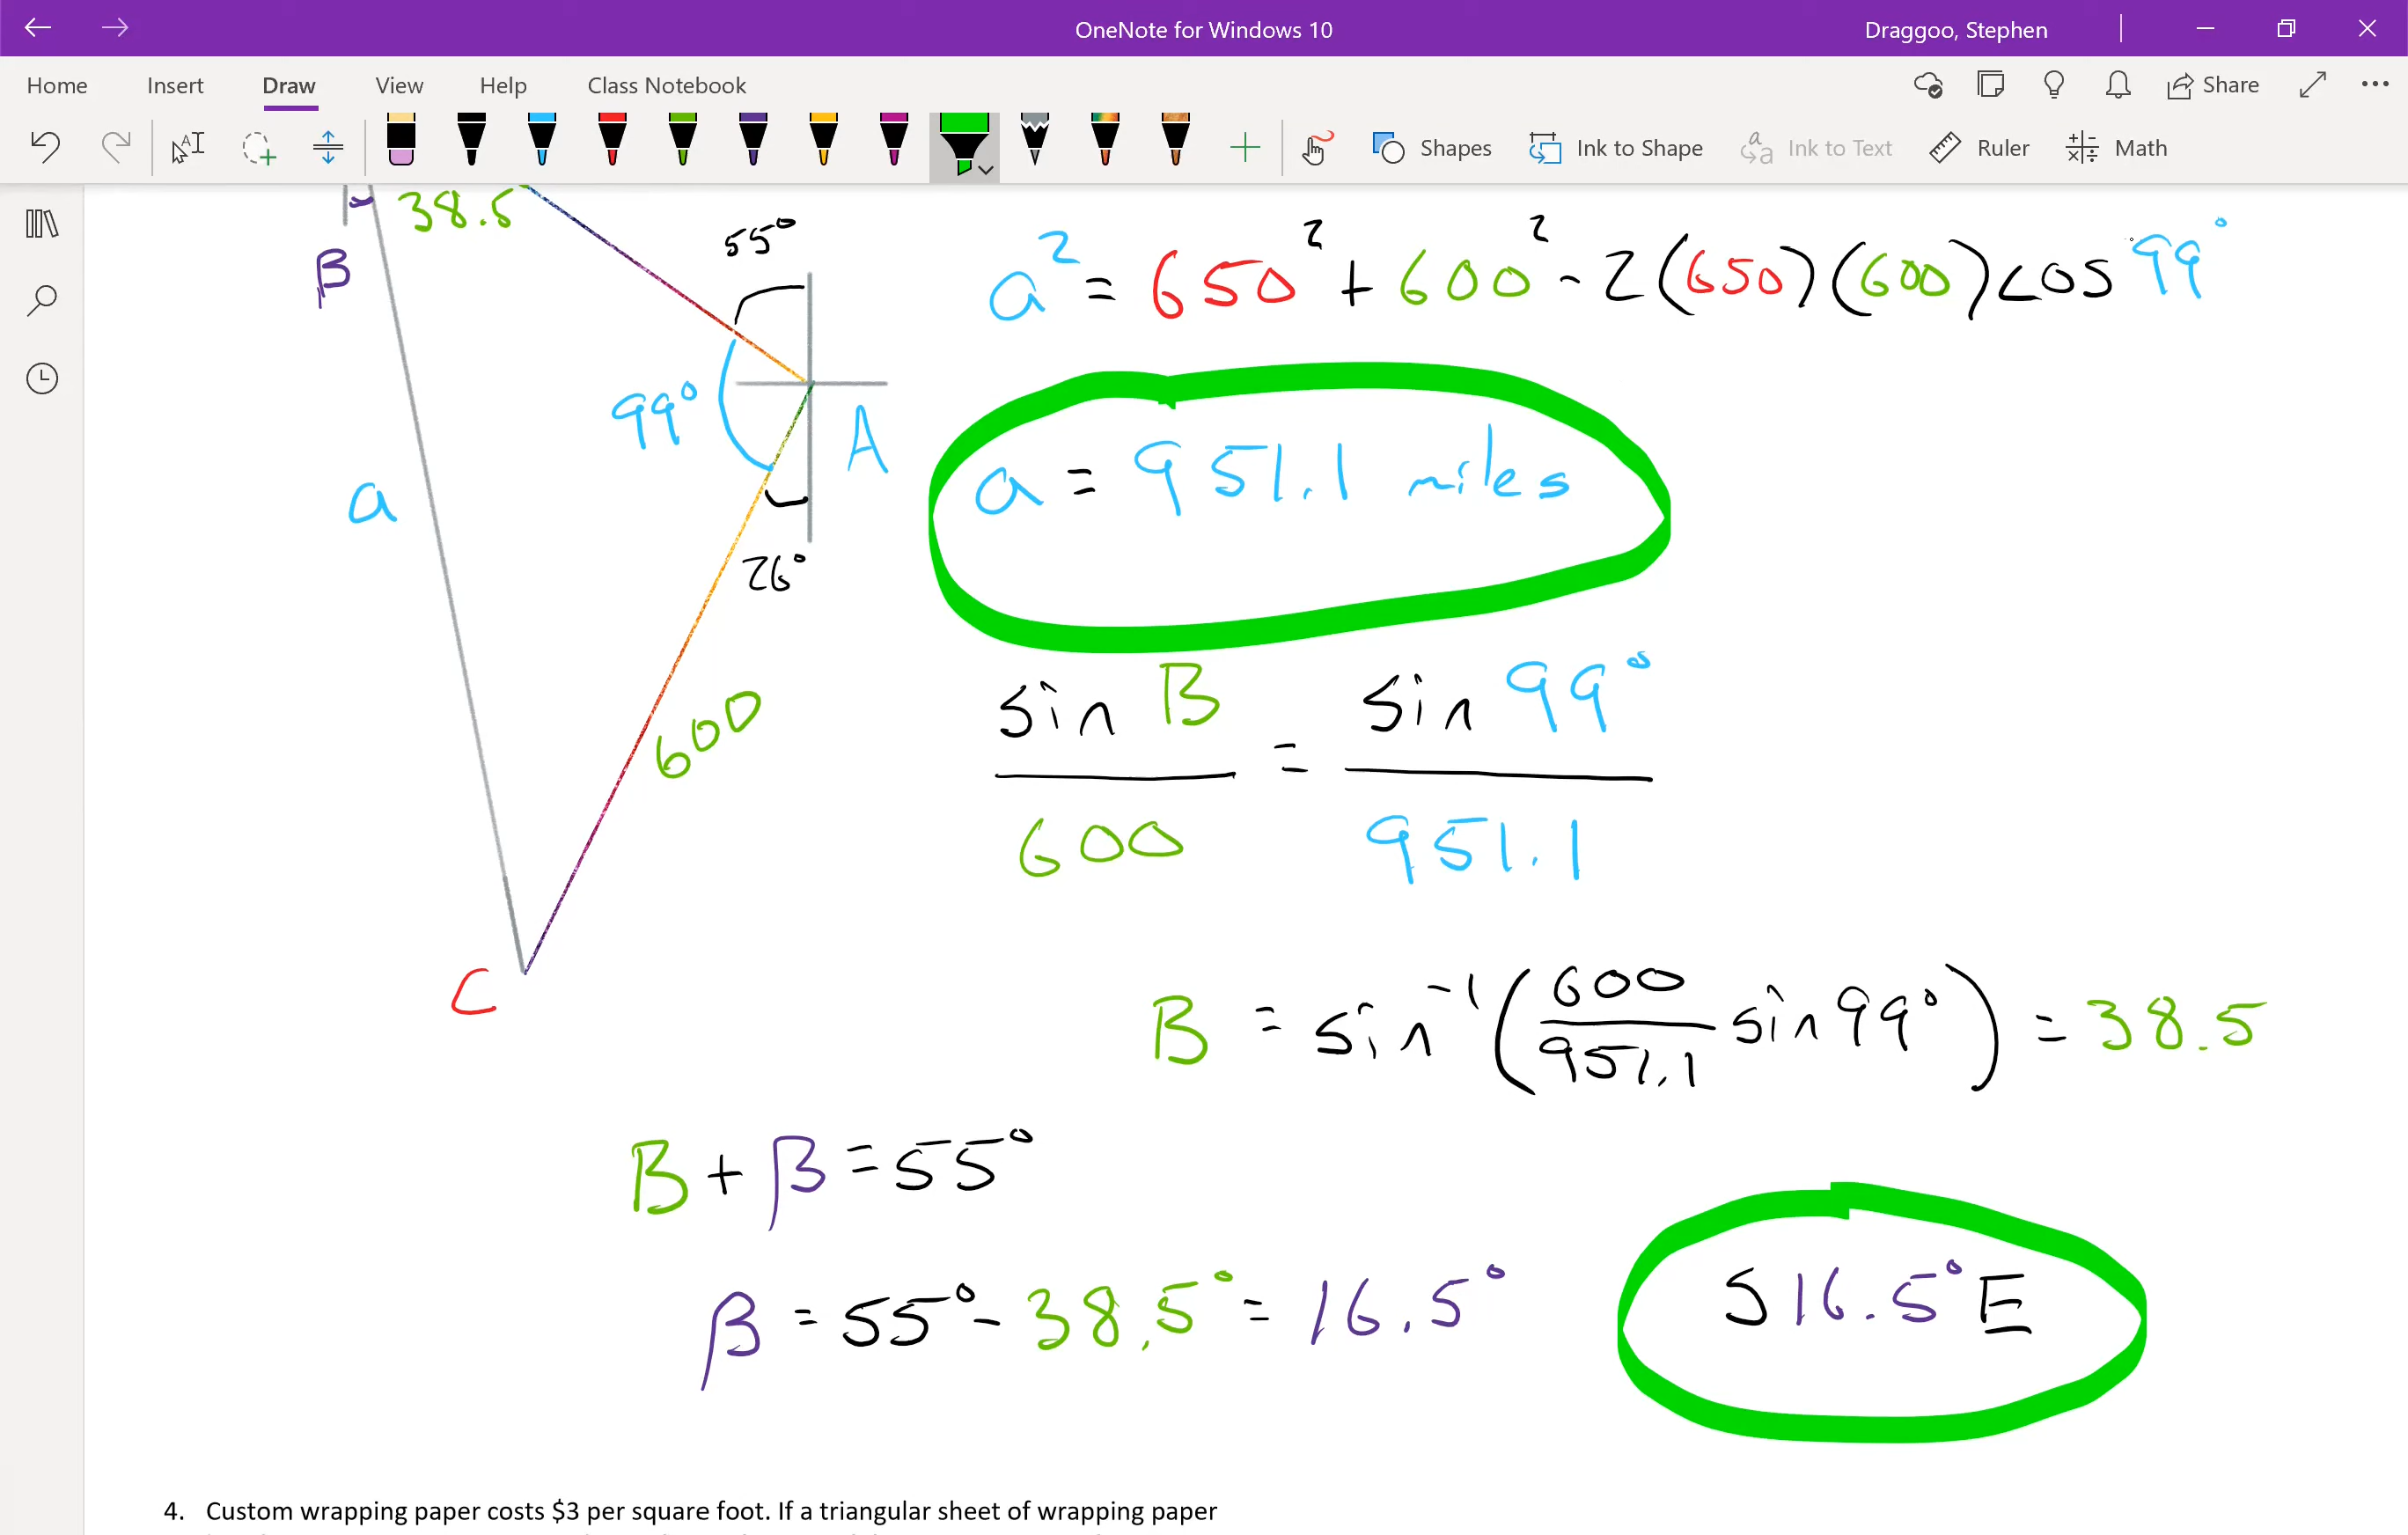 OneNote for Windows 10
Draggoo, Stephen
Home Insert Draw View Help Class Notebook
Share
Shapes Ink to Shape Ink to Text Ruler Math
38.5
β
55°
99°
A
a
26°
600
C
a² = 650² + 600² - 2(650)(600)cos 99°
a = 951.1 miles
sin B / 600 = sin 99° / 951.1
B = sin⁻¹(600/951.1 sin 99°) = 38.5
B + β = 55°
β = 55° - 38.5° = 16.5°
S 16.5° E
4. Custom wrapping paper costs $3 per square foot. If a triangular sheet of wrapping paper